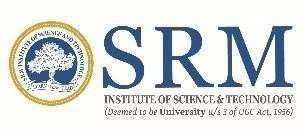 SRM
INSTITUTE OF SCIENCE & TECHNOLOGY
(Deemed to be University u/s 3 of UGC Act, 1956)